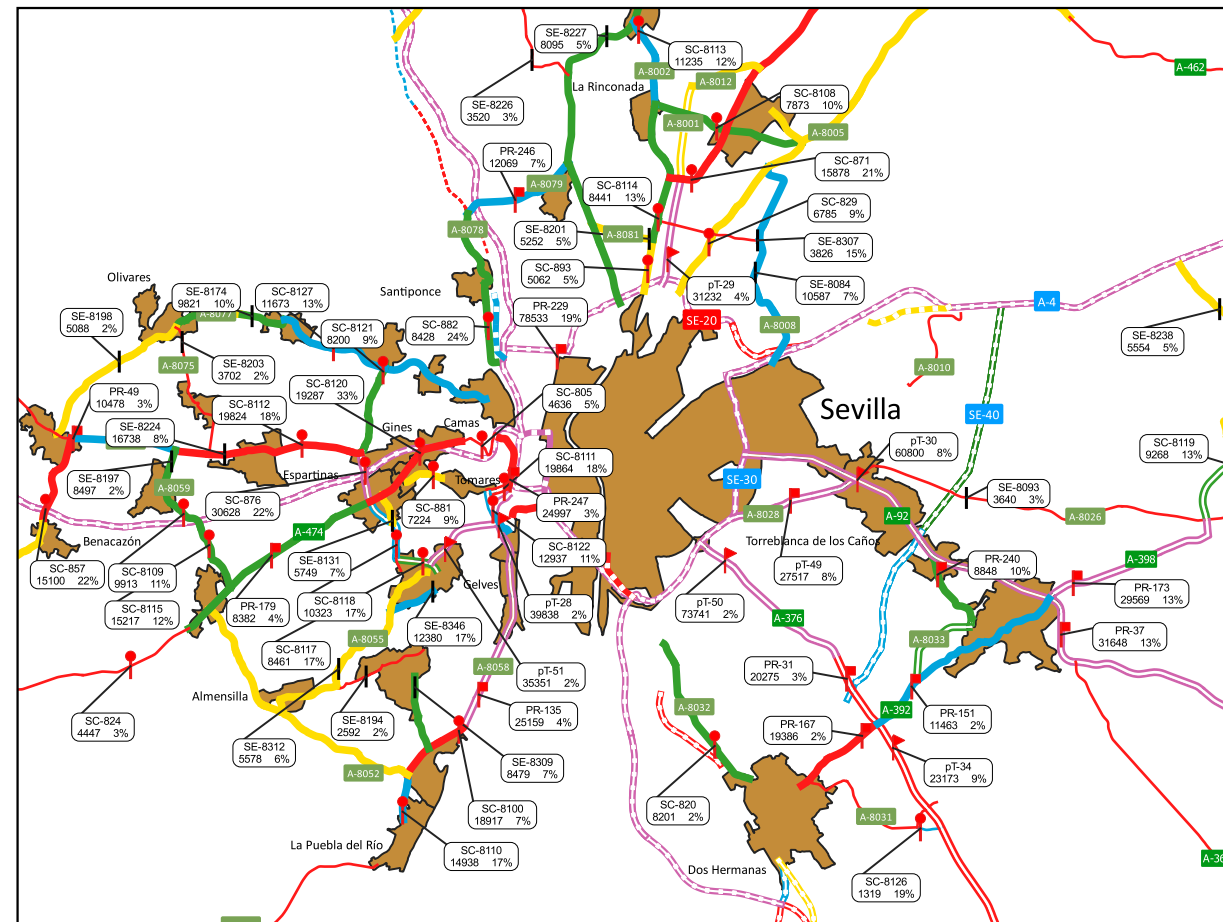 SE-8227
8095 5%
SC-8113
11235 12%
A-8002
A-8012
A-462
La Rinconada
SE-8226
3520 3%
SC-8108
7873 10%
A-8001
A-8005
PR-246
12069 7%
A-8079
SC-871
15878 21%
SC-8114
8441 13%
SC-829
6785 9%
A-8078
SE-8201
5252 5%
A-8081
SE-8307
3826 15%
SC-893
5062 5%
pT-29
31232 4%
SE-8084
10587 7%
Olivares
SE-8174
9821 10%
A-8077
SC-8127
11673 13%
Santiponce
PR-229
78533 19%
A-4
SE-8198
5088 2%
SC-8121
8200 9%
SC-882
8428 24%
SE-20
A-8008
SE-8238
5554 5%
SE-8203
3702 2%
A-8075
A-8010
PR-49
10478 3%
SC-8112
19824 18%
SC-8120
19287 33%
SC-805
4636 5%
Sevilla
SE-40
SE-8224
16738 8%
Gines
Camas
pT-30
60800 8%
SC-8119
9268 13%
SE-8197
8497 2%
Espartinas
SC-8111
19864 18%
Tomares
SE-30
SE-8093
3640 3%
A-8059
SC-876
30628 22%
SC-881
7224 9%
PR-247
24997 3%
A-8028
A-92
A-8026
A-474
Benacazón
SC-8122
12937 11%
Torreblanca de los Caños
SC-857
15100 22%
SC-8109
9913 11%
SE-8131
5749 7%
pT-49
27517 8%
PR-240
8848 10%
A-398
SC-8115
15217 12%
PR-179
8382 4%
SC-8118
10323 17%
Gelves
pT-28
39838 2%
pT-50
73741 2%
PR-173
29569 13%
A-376
A-8055
SE-8346
12380 17%
A-8033
PR-37
31648 13%
SC-8117
8461 17%
A-8058
pT-51
35351 2%
PR-31
20275 3%
Almensilla
SC-824
4447 3%
SE-8194
2592 2%
PR-135
25159 4%
A-8032
A-392
PR-151
11463 2%
SE-8312
5578 6%
PR-167
19386 2%
SE-8309
8479 7%
A-8052
pT-34
23173 9%
SC-8100
18917 7%
SC-820
8201 2%
A-8031
La Puebla del Río
SC-8110
14938 17%
Dos Hermanas
SC-8126
1319 19%